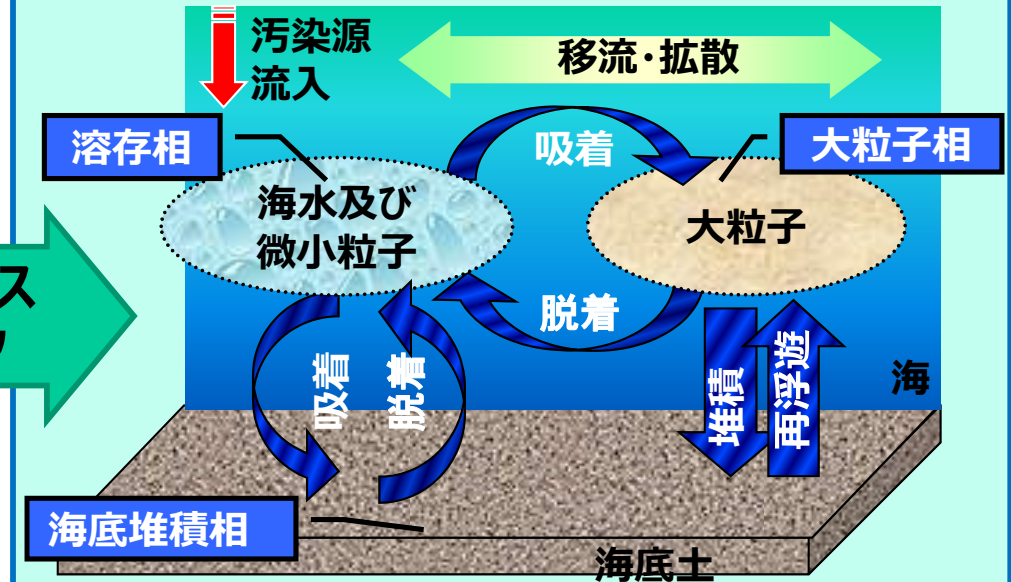 汚染源
流入
移流・拡散
溶存相
吸着
大粒子相
海水及び
微小粒子
大粒子
ス
脱着
吸着
脱着
堆積
再浮遊
海
海底堆積相
海底土